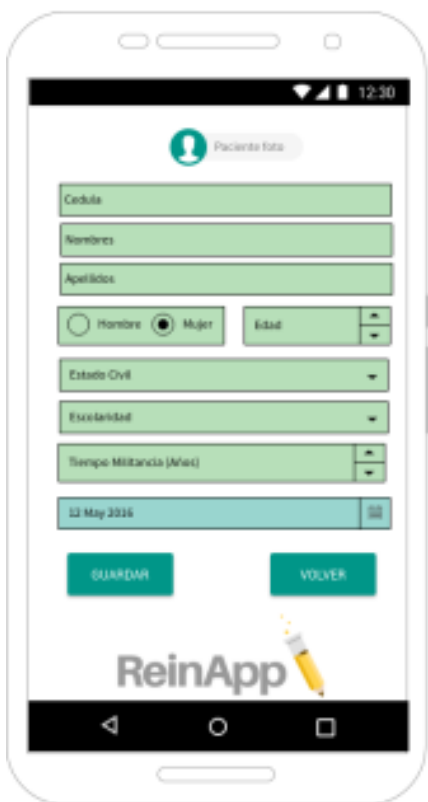 12:30
Paciente foto
Cedula
Nombres
Apellidos
Hombre Mujer Edad
Estado Civil
Escolaridad
Tiempo Militancia (Años)
12 May 2016
GUARDAR VOLVER
ReinApp